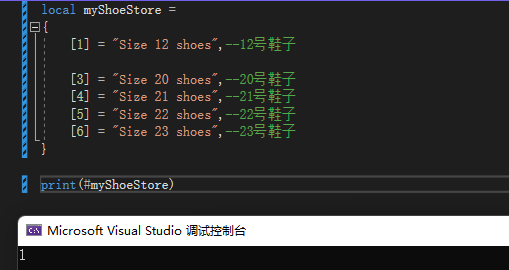 local myShoeStore =
{
[1] = "Size 12 shoes",--12号鞋子
[3] = "Size 20 shoes",--20号鞋子
[4] = "Size 21 shoes",--21号鞋子
[5] = "Size 22 shoes",--22号鞋子
[6] = "Size 23 shoes",--23号鞋子
}
print(#myShoeStore)
Microsoft Visual Studio 调试控制台
1